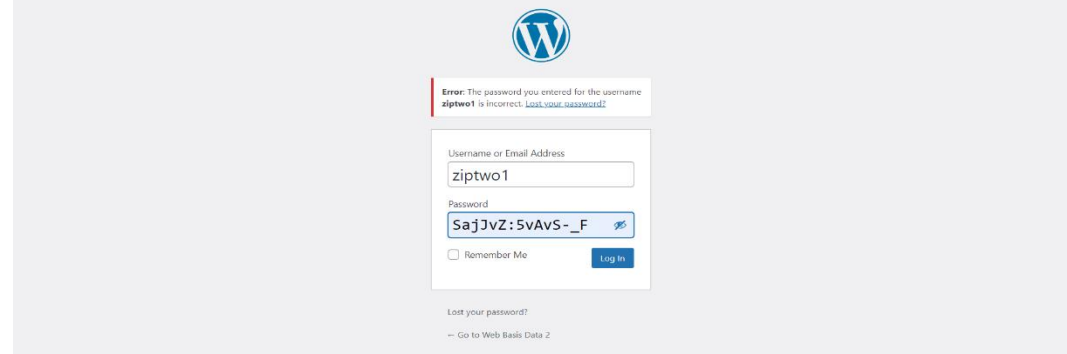 Error: The password you entered for the username
ziptwo1 is incorrect. Lost your password?
Username or Email Address
ziptwo1
Password
SajJvZ:5vAvS-_F
Remember Me
Log In
Lost your password?
← Go to Web Basis Data 2